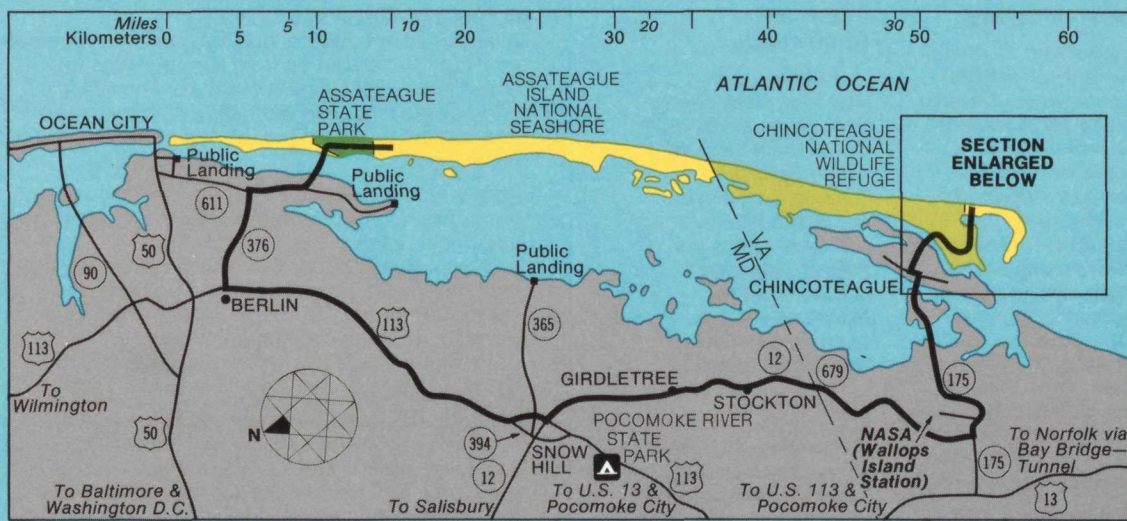 Miles 5 10 20 30
Kilometers 0 5 10 20 30 40 50 60
ATLANTIC OCEAN
ASSATEAGUE
STATE
PARK
ASSATEAGUE
ISLAND
NATIONAL
SEASHORE
CHINCOTEAGUE
NATIONAL
WILDLIFE
REFUGE
SECTION
ENLARGED
BELOW
OCEAN CITY
Public
Landing
Public
Landing
611
376
50
90
Public
Landing
VA
MD
CHINCOTEAGUE
BERLIN
113
113
365
12
679
175
GIRDLETREE
STOCKTON
To
Wilmington
50
N
394
12
SNOW
HILL
POCOMOKE RIVER
STATE
PARK
113
NASA
(Wallops
Island
Station)
175
To Norfolk via
Bay Bridge—
Tunnel
13
To Baltimore &
Washington D.C.
To Salisbury
To U.S. 13 &
Pocomoke City
To U.S. 113 &
Pocomoke City